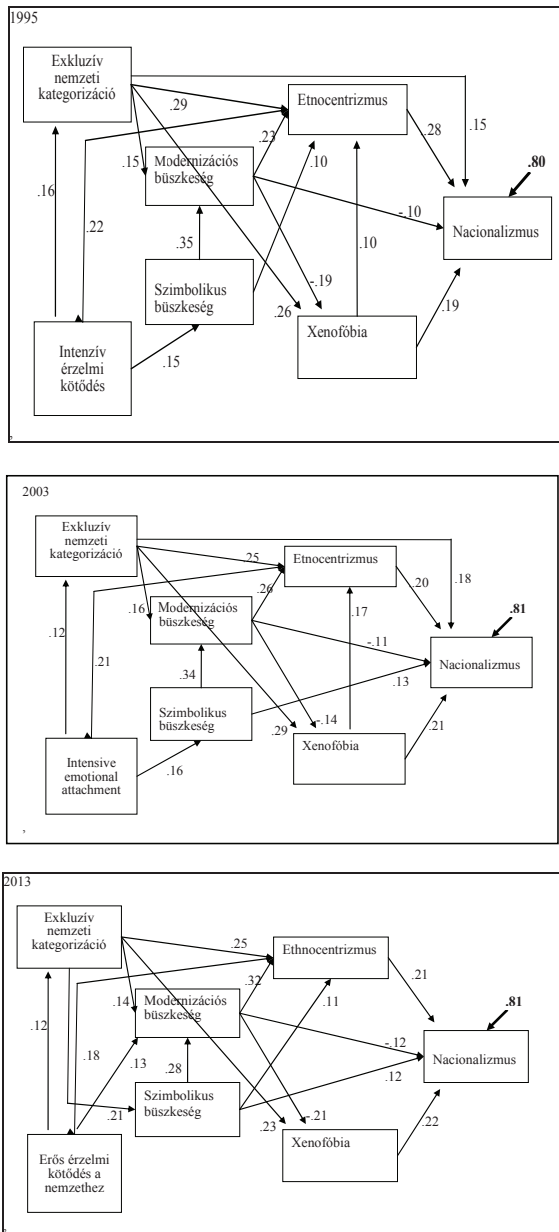 1995
Exkluzív
nemzeti
kategorizáció
Etnocentrizmus
.29
.23
.28
.15
.15
Modernizációs
büszkeség
.10
.80
.16
.22
.35
-.10
Nacionalizmus
.10
Szimbolikus
büszkeség
-.19
.26
.19
Xenofóbia
Intenzív
érzelmi
kötődés
.15
2003
Exkluzív
nemzeti
kategorizáció
Etnocentrizmus
.25
.26
.20
.18
.16
Modernizációs
büszkeség
.17
.81
.12
.21
.34
-.11
Nacionalizmus
.13
Szimbolikus
büszkeség
-.14
.29
.21
Xenofóbia
Intensive
emotional
attachment
.16
,
2013
Exkluzív
nemzeti
kategorizáció
Ethnocentrizmus
.25
.32
.21
.14
Modernizációs
büszkeség
.11
.81
.12
.18
.13
.28
-.12
Nacionalizmus
.12
Szimbolikus
büszkeség
.21
-.21
.23
.22
Xenofóbia
Erős érzelmi
kötődés a
nemzethez